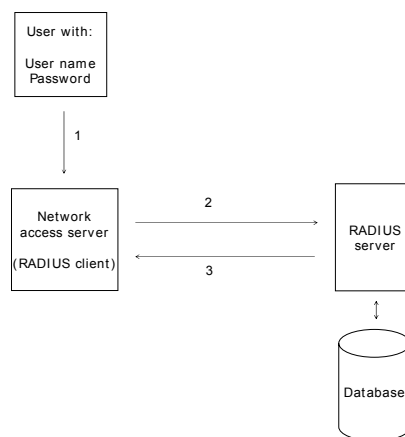 User with:
User name
Password
1
Network
access server
(RADIUS client)
2
3
RADIUS
server
Database